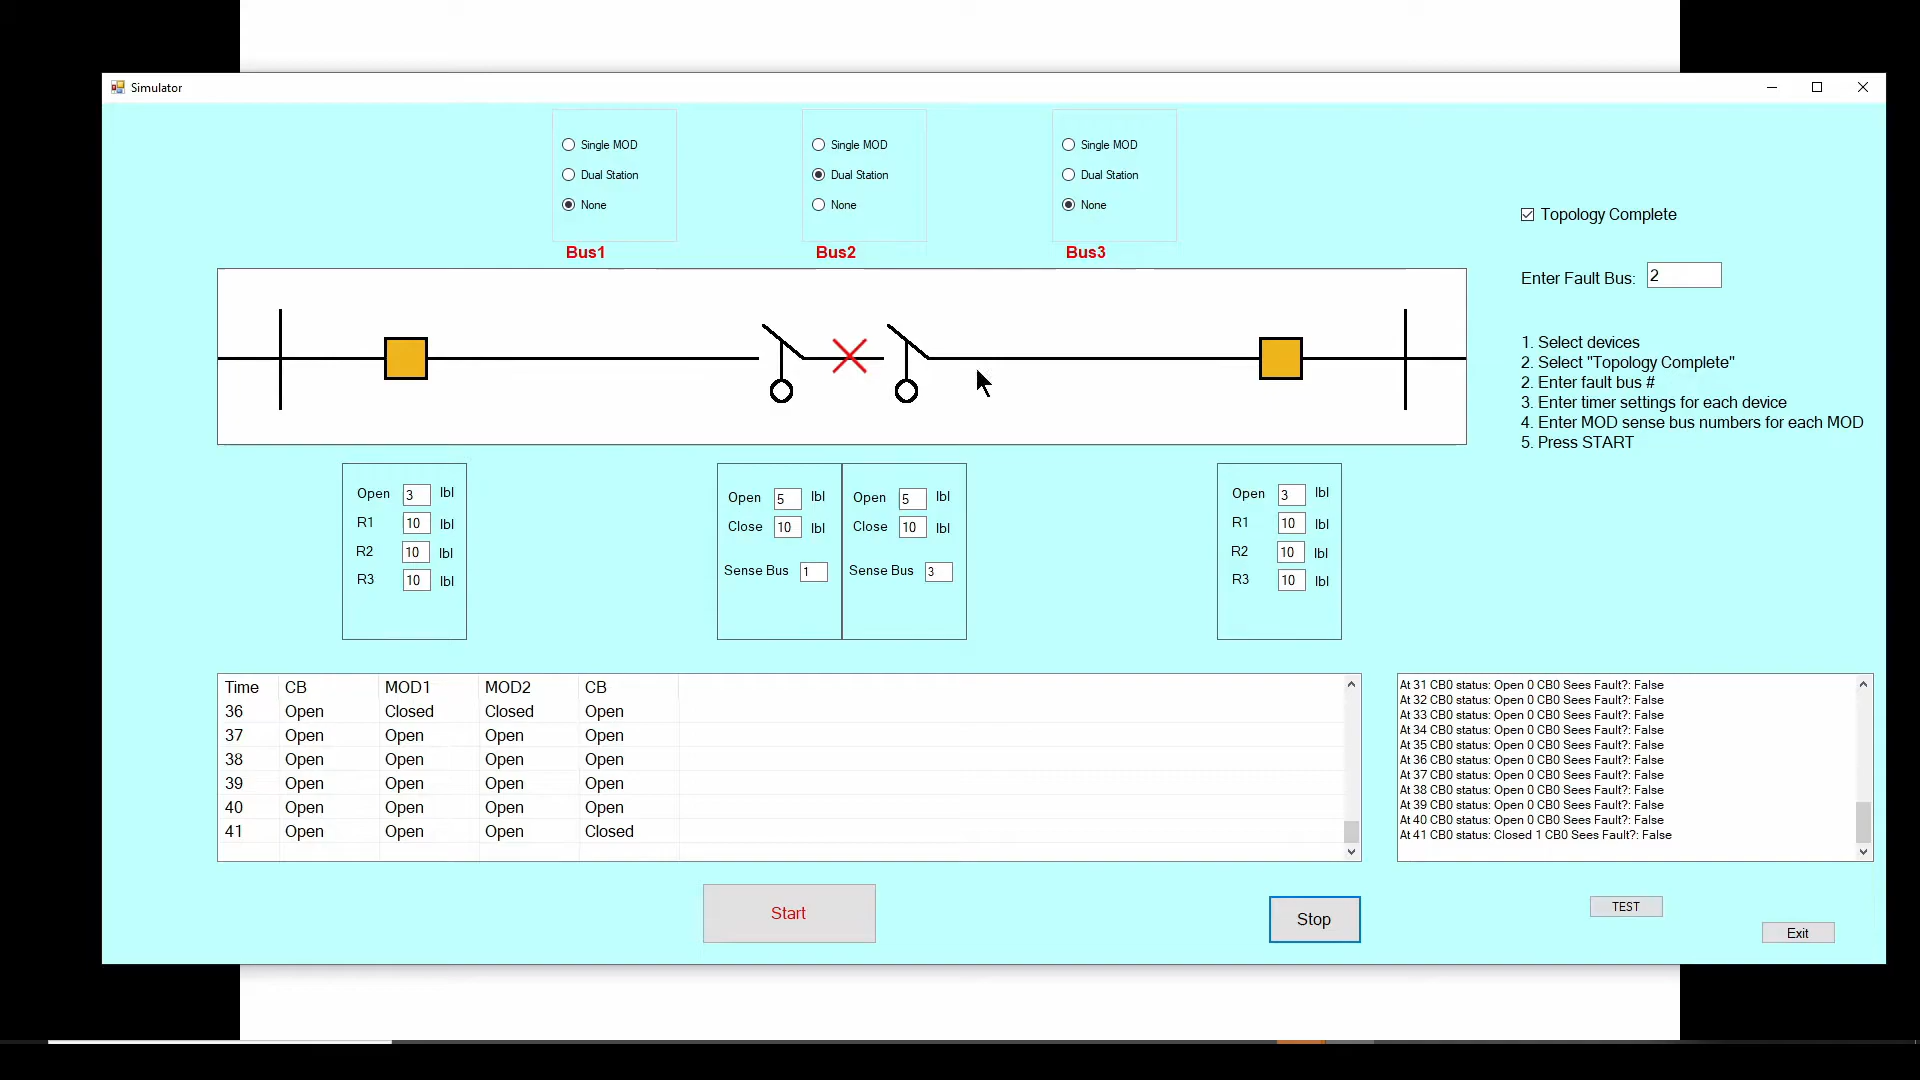 Simulator
Single MOD
Dual Station
None
Bus1
Single MOD
Dual Station
None
Bus2
Single MOD
Dual Station
None
Bus3
Topology Complete
Enter Fault Bus: 2
1. Select devices
2. Select "Topology Complete"
2. Enter fault bus #
3. Enter timer settings for each device
4. Enter MOD sense bus numbers for each MOD
5. Press START
Open 3 lbl
R1 10 lbl
R2 10 lbl
R3 10 lbl
Open 5 lbl
Close 10 lbl
Sense Bus 1
Open 5 lbl
Close 10 lbl
Sense Bus 3
Open 3 lbl
R1 10 lbl
R2 10 lbl
R3 10 lbl
Time CB MOD1 MOD2 CB
36 Open Closed Closed Open
37 Open Open Open Open
38 Open Open Open Open
39 Open Open Open Open
40 Open Open Open Open
41 Open Open Open Closed
At 31 CB0 status: Open 0 CB0 Sees Fault?: False
At 32 CB0 status: Open 0 CB0 Sees Fault?: False
At 33 CB0 status: Open 0 CB0 Sees Fault?: False
At 34 CB0 status: Open 0 CB0 Sees Fault?: False
At 35 CB0 status: Open 0 CB0 Sees Fault?: False
At 36 CB0 status: Open 0 CB0 Sees Fault?: False
At 37 CB0 status: Open 0 CB0 Sees Fault?: False
At 38 CB0 status: Open 0 CB0 Sees Fault?: False
At 39 CB0 status: Open 0 CB0 Sees Fault?: False
At 40 CB0 status: Open 0 CB0 Sees Fault?: False
At 41 CB0 status: Closed 1 CB0 Sees Fault?: False
Start
Stop
TEST
Exit